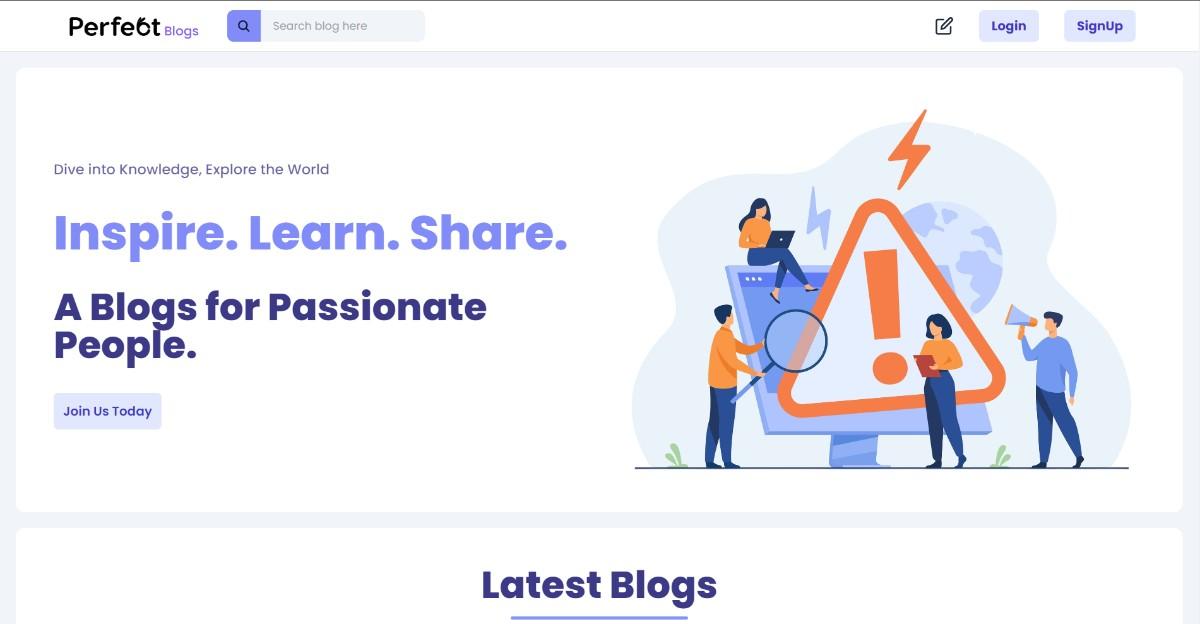 Perfect Blogs
Search blog here
Login
SignUp
Dive into Knowledge, Explore the World
Inspire. Learn. Share.
A Blogs for Passionate
People.
Join Us Today
Latest Blogs